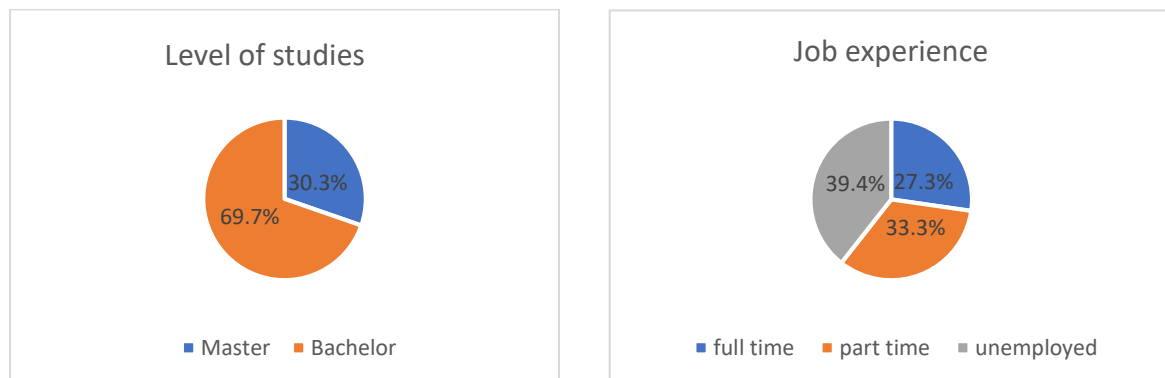 Level of studies
30.3%
69.7%
Master Bachelor
Job experience
39.4% 27.3%
33.3%
full time part time unemployed